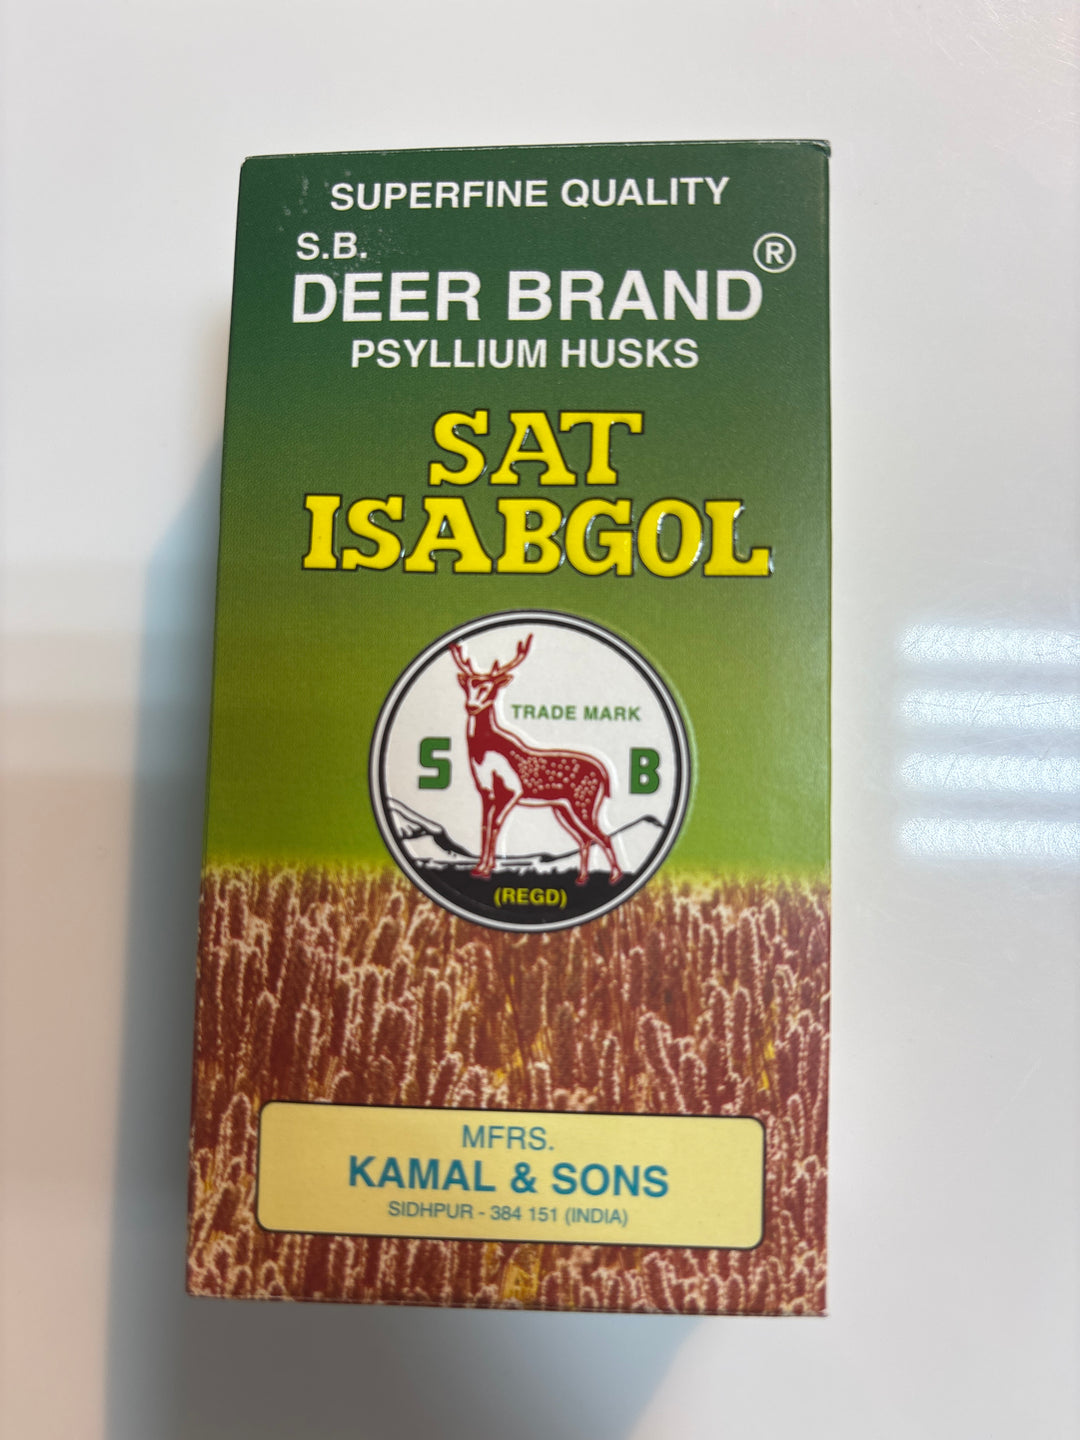 SUPERFINE QUALITY
S.B.
DEER BRAND®
PSYLLIUM HUSKS
SAT
ISABGOL
TRADE MARK
S B
(REGD)
MFRS.
KAMAL & SONS
SIDHPUR - 384 151 (INDIA)